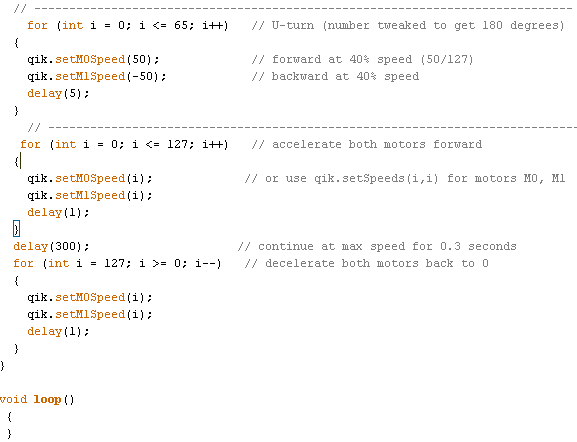 // -----------------------------------------------------------------------------
for (int i = 0; i <= 65; i++)   // U-turn (number tweaked to get 180 degrees)
{
qik.setM0Speed(50);             // forward at 40% speed (50/127)
qik.setM1Speed(-50);            // backward at 40% speed
delay(5);
}
// ---------------------------------------------------------------------------
for (int i = 0; i <= 127; i++)   // accelerate both motors forward
{
qik.setM0Speed(i);             // or use qik.setSpeeds(i,i) for motors M0, M1
qik.setM1Speed(i);
delay(1);
}
delay(300);                     // continue at max speed for 0.3 seconds
for (int i = 127; i >= 0; i--)   // decelerate both motors back to 0
{
qik.setM0Speed(i);
qik.setM1Speed(i);
delay(1);
}
}
void loop()
{
}